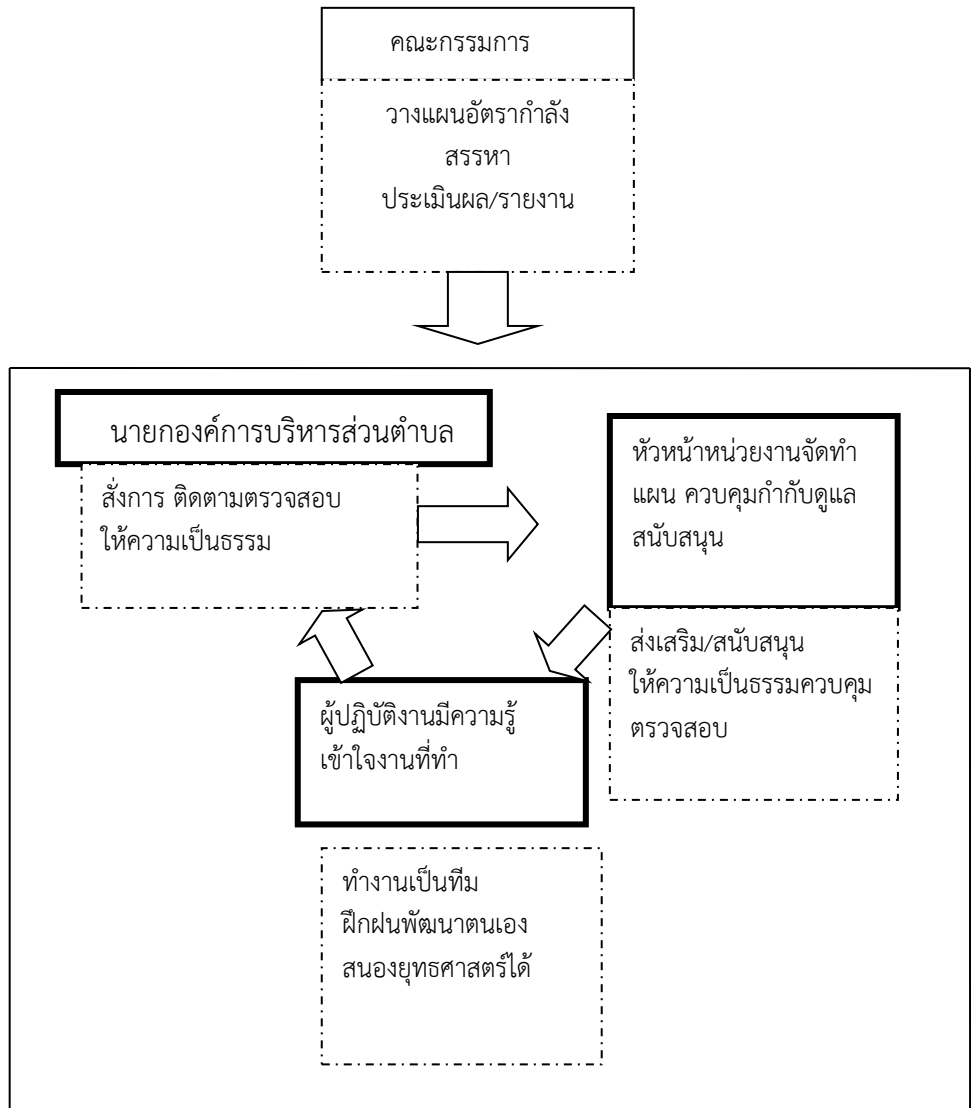 คณะกรรมการ
วางแผนอัตรากำลัง
สรรหา
ประเมินผล/รายงาน
นายกองค์การบริหารส่วนตำบล
สั่งการ ติดตามตรวจสอบ
ให้ความเป็นธรรม
หัวหน้าหน่วยงานจัดทำ
แผน ควบคุมกำกับดูแล
สนับสนุน
ส่งเสริม/สนับสนุน
ให้ความเป็นธรรมควบคุม
ตรวจสอบ
ผู้ปฏิบัติงานมีความรู้
เข้าใจงานที่ทำ
ทำงานเป็นทีม
ฝึกฝนพัฒนาตนเอง
สนองยุทธศาสตร์ได้